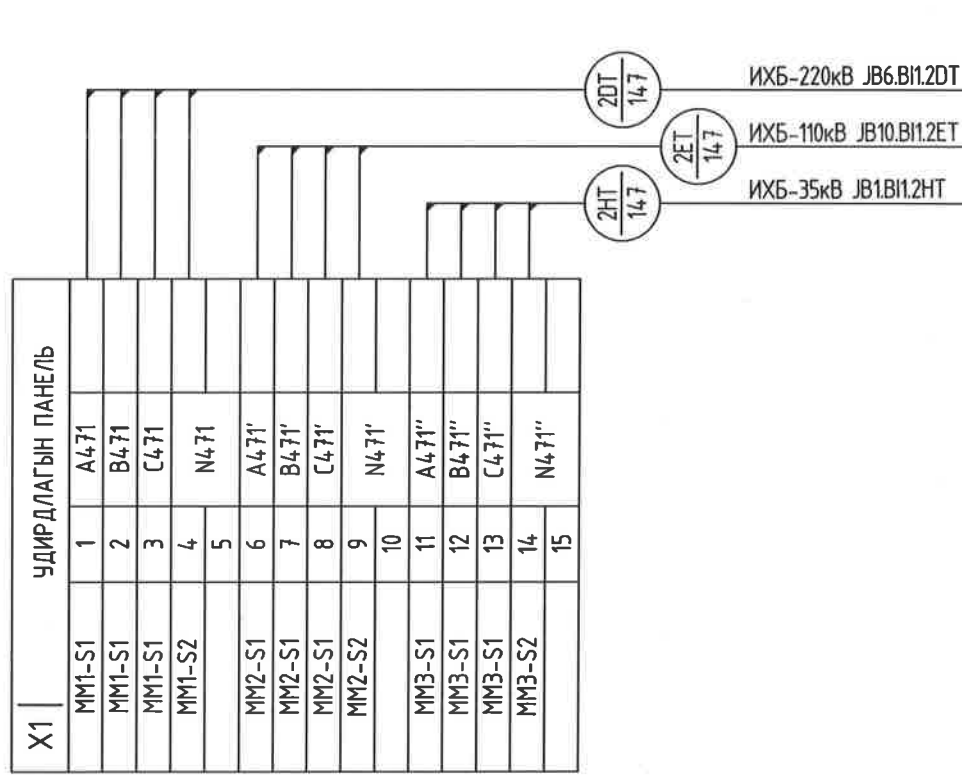 2DT
147
ИХБ-220кВ JB6.BI1.2DT
2ET
147
ИХБ-110кВ JB10.BI1.2ET
2HT
147
ИХБ-35кВ JB1.BI1.2HT
X1 УДИРДЛАГЫН ПАНЕЛЬ
MM1-S1 1 A471
MM1-S1 2 B471
MM1-S1 3 C471
MM1-S2 4 N471
5
MM2-S1 6 A471'
MM2-S1 7 B471'
MM2-S1 8 C471'
MM2-S2 9 N471'
10
MM3-S1 11 A471''
MM3-S1 12 B471''
MM3-S1 13 C471''
MM3-S2 14 N471''
15